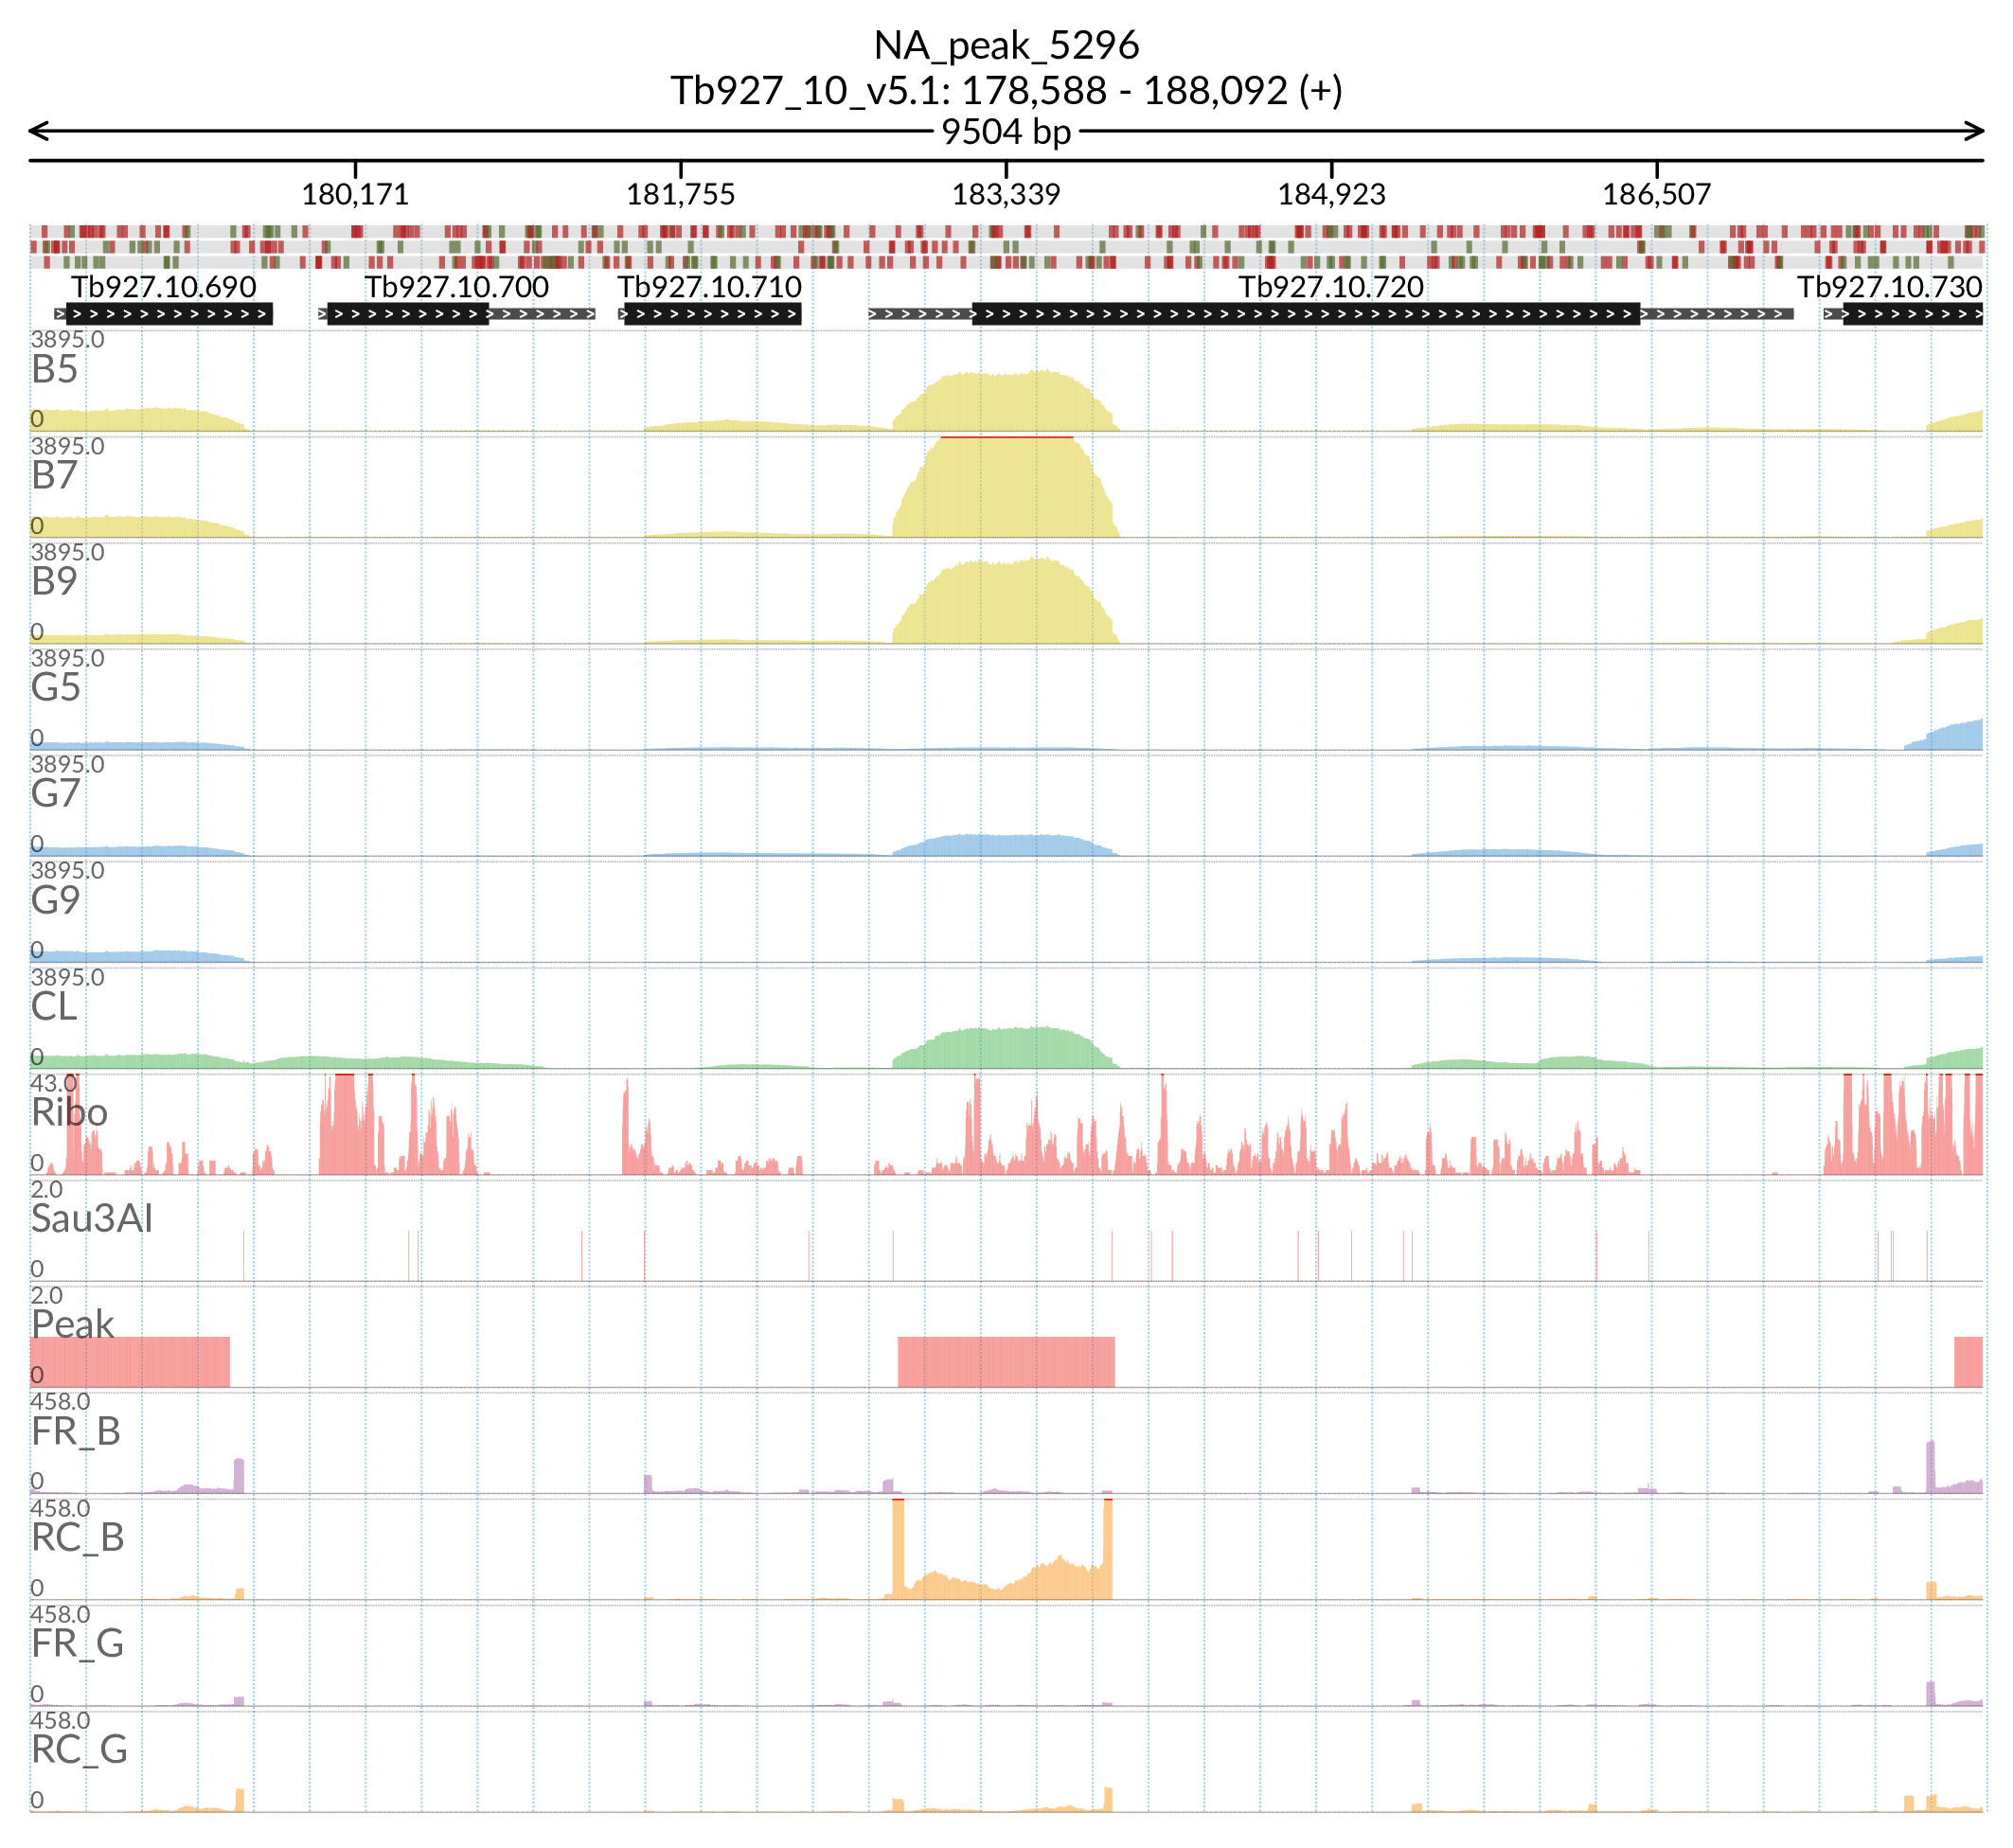 NA_peak_5296
Tb927_10_v5.1: 178,588 - 188,092 (+)
9504 bp
180,171 181,755 183,339 184,923 186,507
Tb927.10.690 Tb927.10.700 Tb927.10.710 Tb927.10.720 Tb927.10.730
3895.0
B5
0
3895.0
B7
0
3895.0
B9
0
3895.0
G5
0
3895.0
G7
0
3895.0
G9
0
3895.0
CL
0
43.0
Ribo
0
2.0
Sau3AI
0
2.0
Peak
0
458.0
FR_B
0
458.0
RC_B
0
458.0
FR_G
0
458.0
RC_G
0